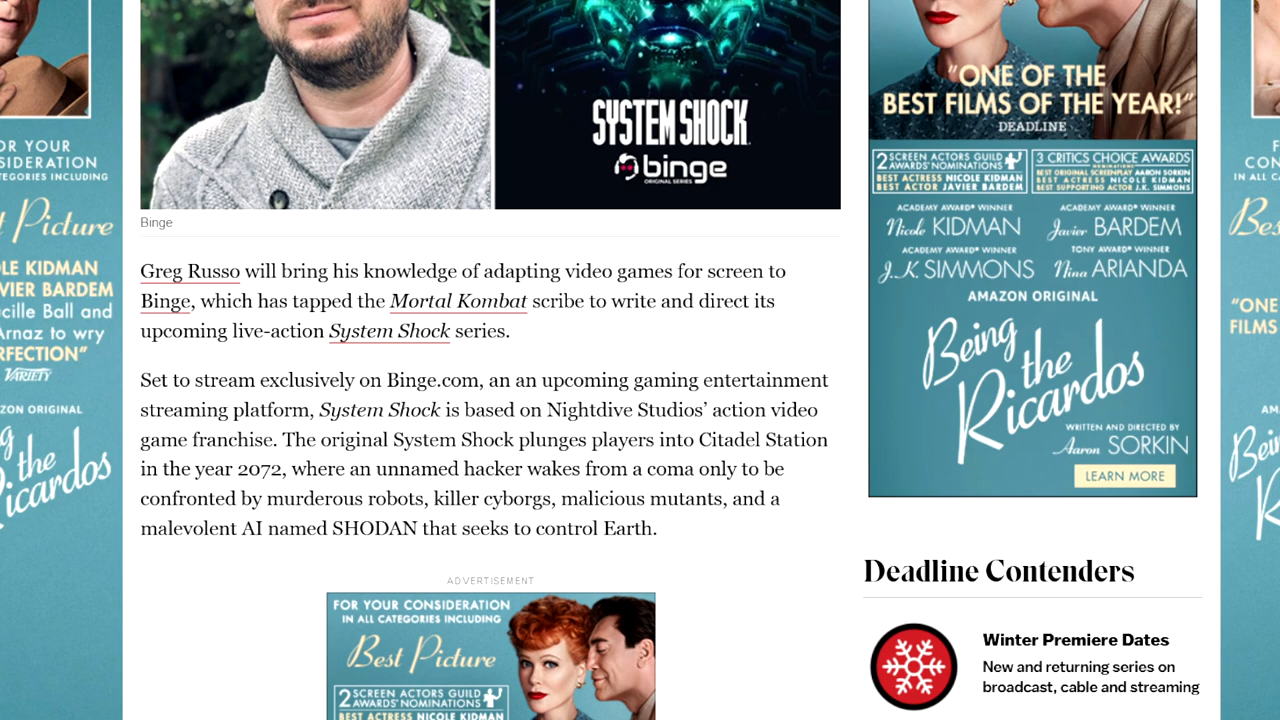 SYSTEM SHOCK
binge
ORIGINAL SERIES
Binge
Greg Russo will bring his knowledge of adapting video games for screen to
Binge, which has tapped the Mortal Kombat scribe to write and direct its
upcoming live-action System Shock series.
Set to stream exclusively on Binge.com, an an upcoming gaming entertainment
streaming platform, System Shock is based on Nightdive Studios’ action video
game franchise. The original System Shock plunges players into Citadel Station
in the year 2072, where an unnamed hacker wakes from a coma only to be
confronted by murderous robots, killer cyborgs, malicious mutants, and a
malevolent AI named SHODAN that seeks to control Earth.
ADVERTISEMENT
FOR YOUR CONSIDERATION
IN ALL CATEGORIES INCLUDING
Best Picture
2 SCREEN ACTORS GUILD
AWARDS® NOMINATIONS
BEST ACTRESS NICOLE KIDMAN
“ONE OF THE
BEST FILMS OF THE YEAR!”
DEADLINE
2 SCREEN ACTORS GUILD
AWARDS® NOMINATIONS
BEST ACTRESS NICOLE KIDMAN
BEST ACTOR JAVIER BARDEM
3 CRITICS CHOICE AWARDS
NOMINATIONS
BEST ORIGINAL SCREENPLAY AARON SORKIN
BEST ACTRESS NICOLE KIDMAN
BEST SUPPORTING ACTOR J.K. SIMMONS
ACADEMY AWARD® WINNER
Nicole KIDMAN
ACADEMY AWARD® WINNER
Javier BARDEM
ACADEMY AWARD® WINNER
J.K. SIMMONS
TONY AWARD® WINNER
Nina ARIANDA
AMAZON ORIGINAL
Being
the
Ricardos
WRITTEN AND DIRECTED BY
Aaron SORKIN
LEARN MORE
Deadline Contenders
Winter Premiere Dates
New and returning series on
broadcast, cable and streaming
OR YOUR
SIDERATION
ATEGORIES INCLUDING
t Picture
OLE KIDMAN
VIER BARDEM
cille Ball and
Arnaz to wry
RFECTION”
VARIETY
ZON ORIGINAL
g
the
icardos
F
CON
IN ALL CA
Bes
“ONE
FILMS
AM
Bei
R